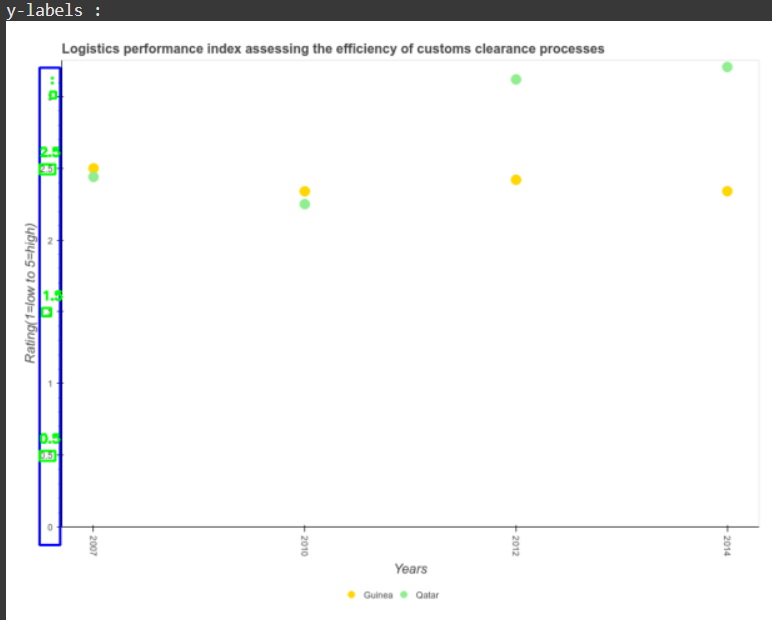 y-labels :
Logistics performance index assessing the efficiency of customs clearance processes
:
2.5
2.5
2
1.5
1
0.5
0.5
0
Rating(1=low to 5=high)
2007
2010
2012
2014
Years
Guinea
Qatar